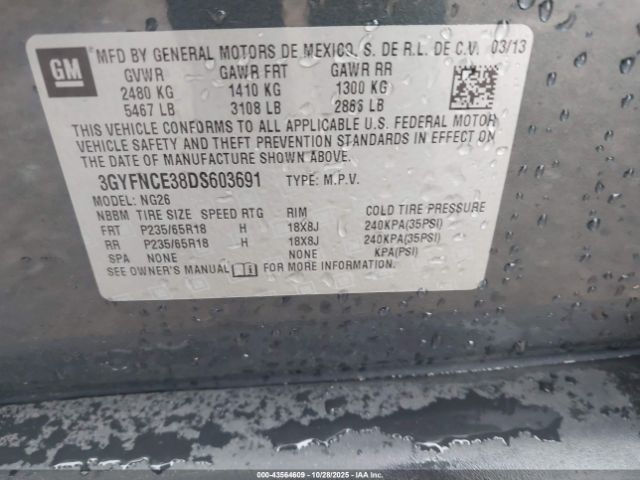 GM
MFD BY GENERAL MOTORS DE MEXICO, S. DE R.L. DE C.V. 03/13
GVWR GAWR FRT GAWR RR
2480 KG 1410 KG 1300 KG
5467 LB 3108 LB 2866 LB
THIS VEHICLE CONFORMS TO ALL APPLICABLE U.S. FEDERAL MOTOR
VEHICLE SAFETY AND THEFT PREVENTION STANDARDS IN EFFECT ON
THE DATE OF MANUFACTURE SHOWN ABOVE.
3GYFNCE38DS603691 TYPE: M.P.V.
MODEL: NG26
NBBM TIRE SIZE SPEED RTG RIM COLD TIRE PRESSURE
FRT P235/65R18 H 18X8J 240KPA(35PSI)
RR P235/65R18 H 18X8J 240KPA(35PSI)
SPA NONE NONE KPA(PSI)
SEE OWNER'S MANUAL FOR MORE INFORMATION.
000-43564609 | 10/28/2025 | IAAI.COM